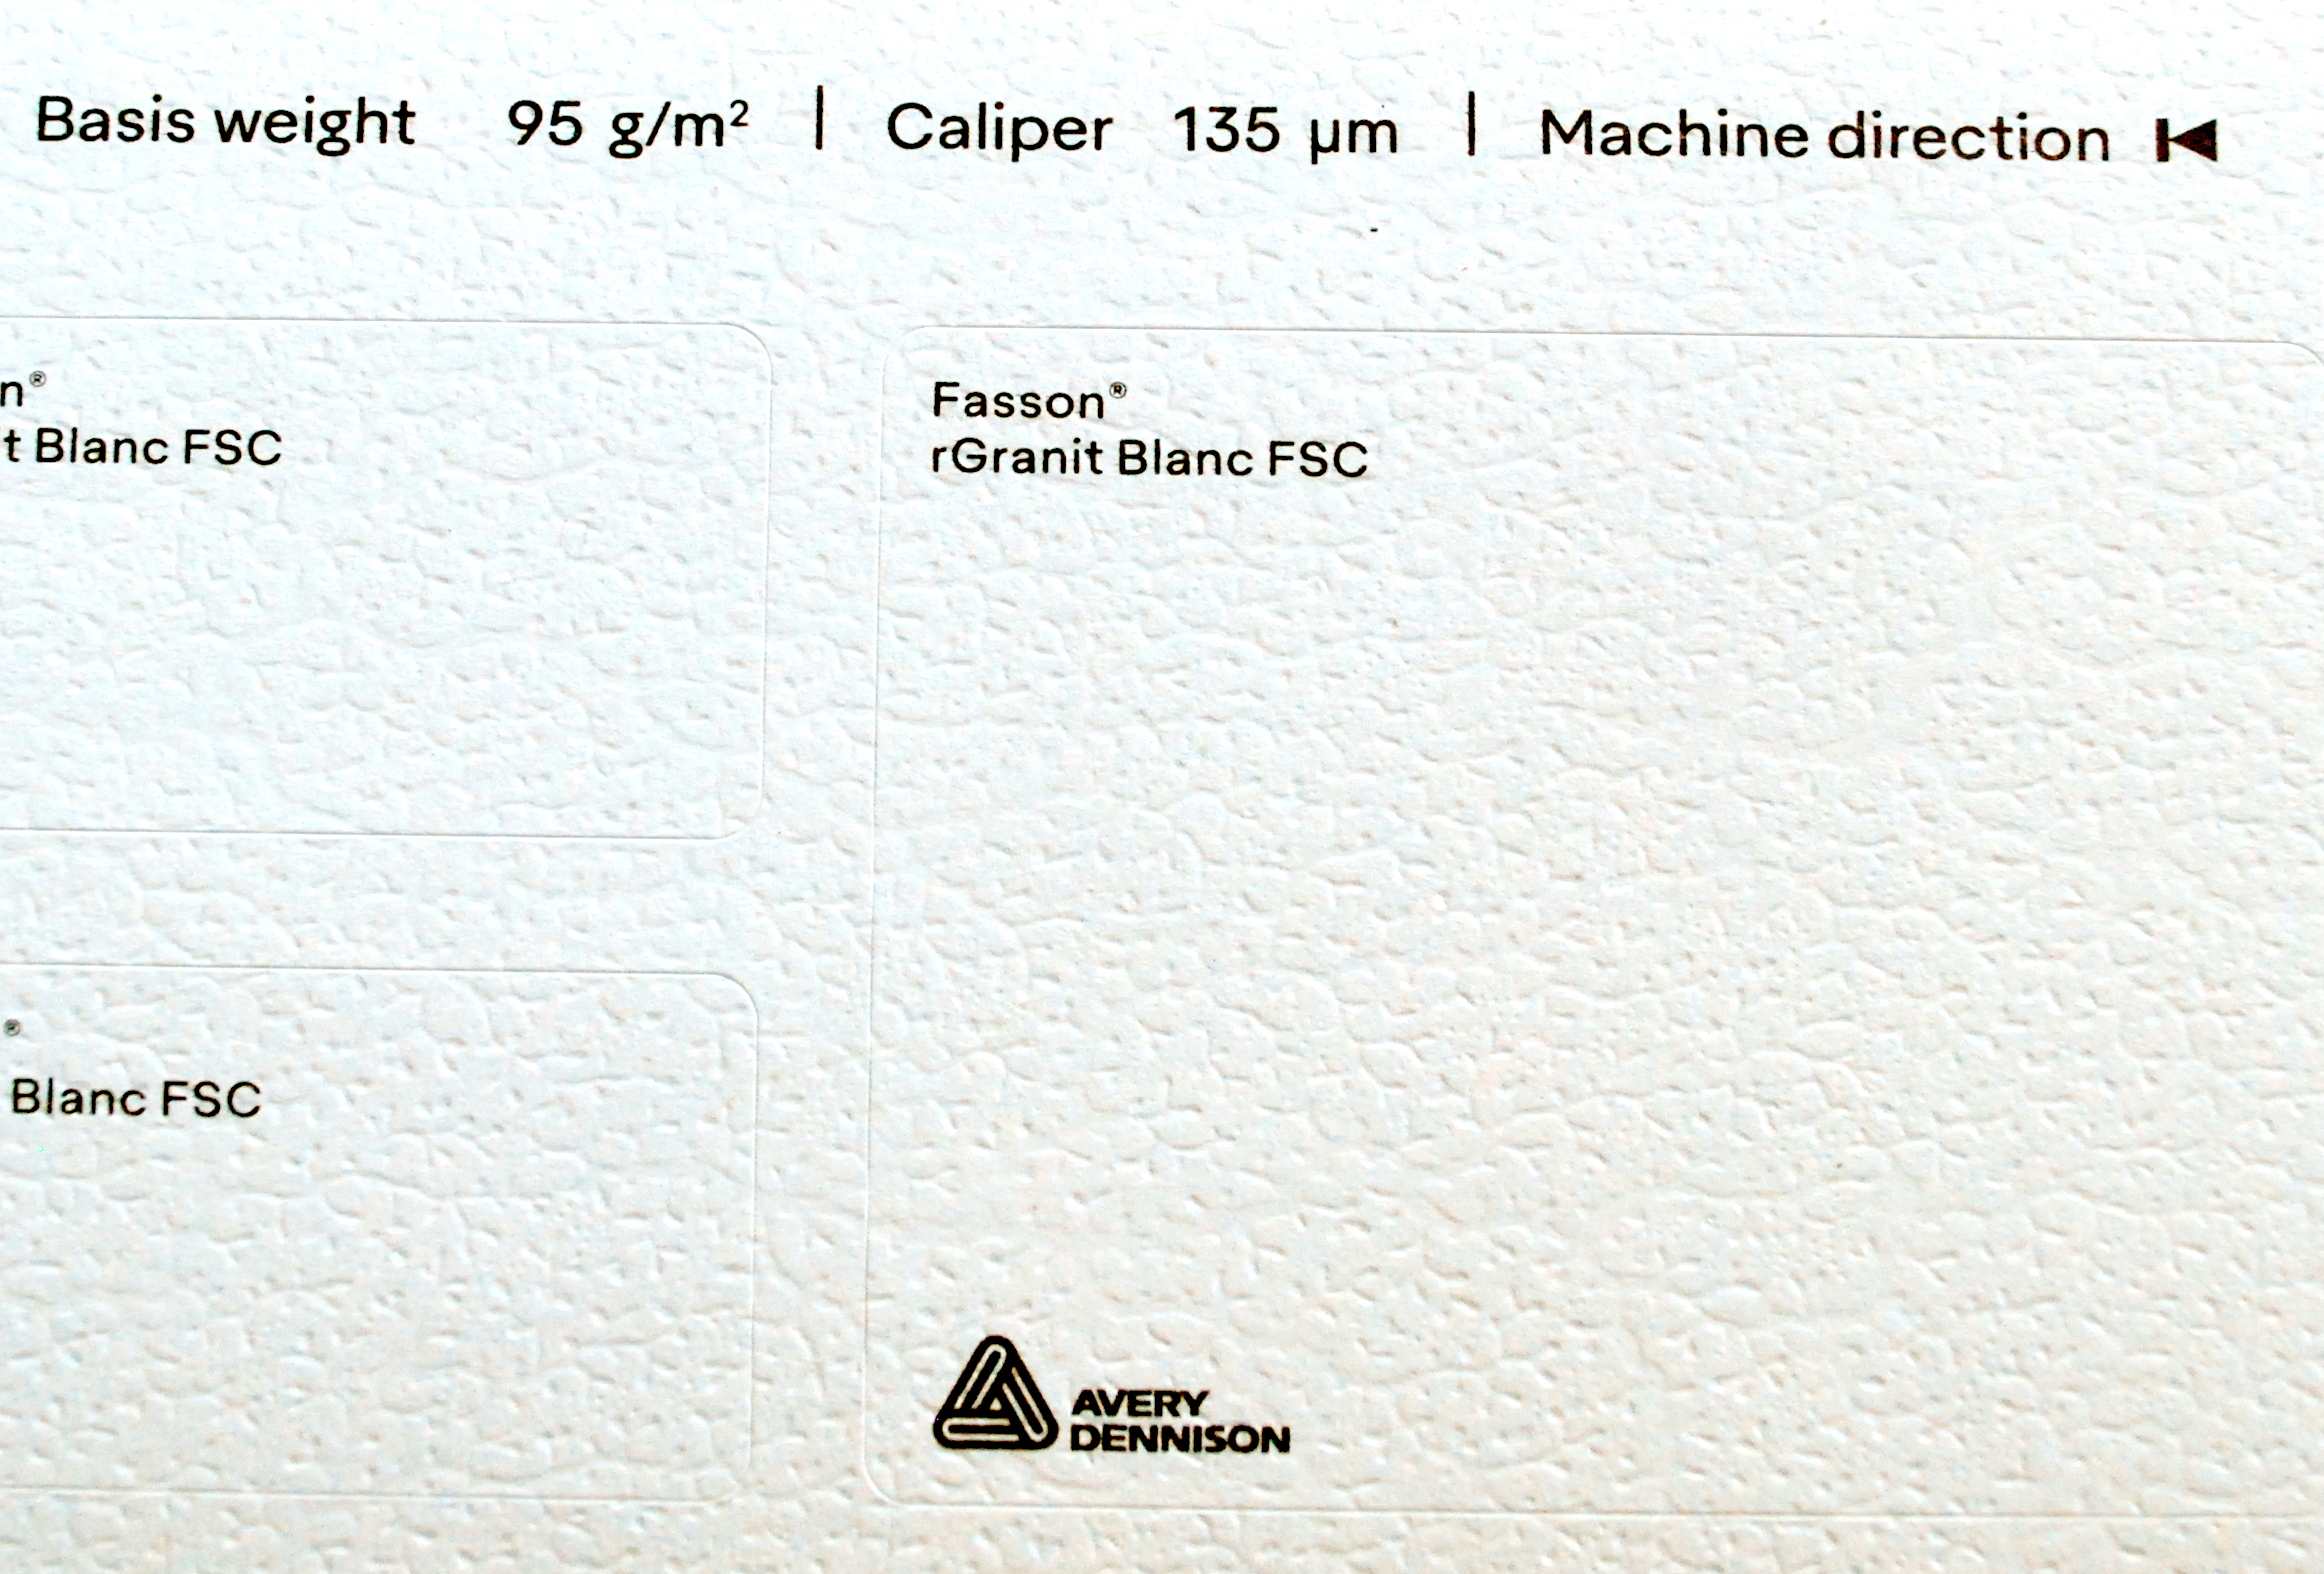 Basis weight 95 g/m² | Caliper 135 µm | Machine direction
n®
t Blanc FSC
Fasson®
rGranit Blanc FSC
®
Blanc FSC
AVERY
DENNISON